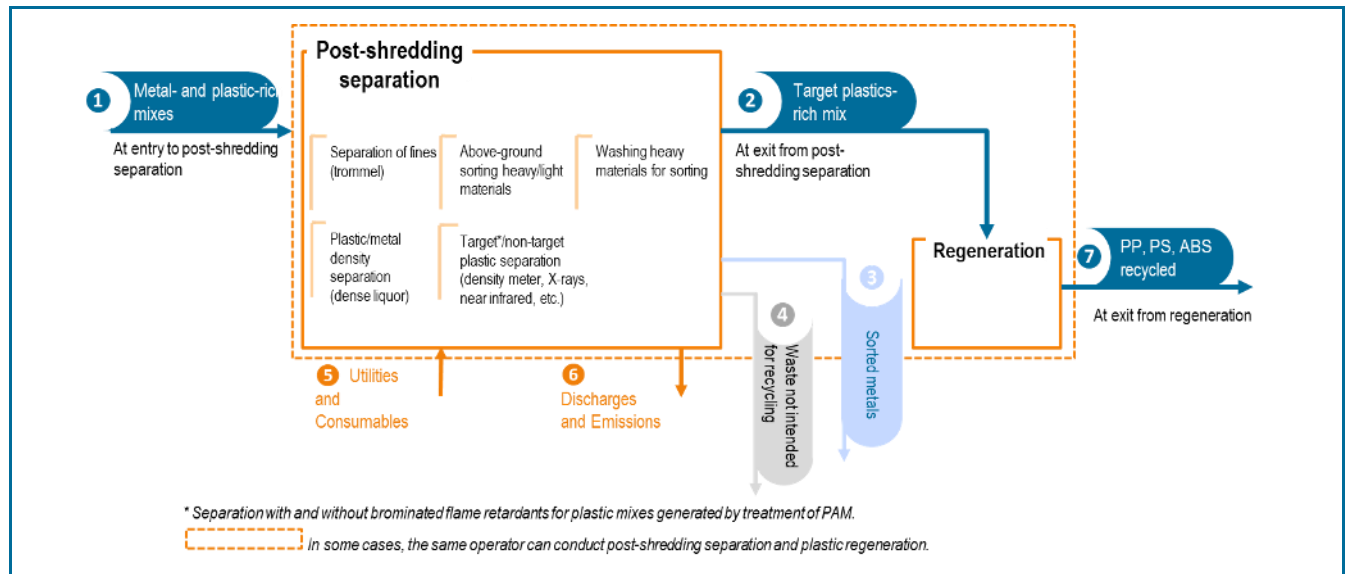 Post-shredding
separation
1
Metal- and plastic-rich
mixes
At entry to post-shredding
separation
2
Target plastics-
rich mix
At exit from post-
shredding separation
Separation of fines
(trommel)
Above-ground
sorting heavy/light
materials
Washing heavy
materials for sorting
Plastic/metal
density
separation
(dense liquor)
Target*/non-target
plastic separation
(density meter, X-rays,
near infrared, etc.)
Regeneration
7
PP, PS, ABS
recycled
At exit from regeneration
3
Sorted metals
4
Waste not intended
for recycling
5 Utilities
and
Consumables
6
Discharges
and Emissions
* Separation with and without brominated flame retardants for plastic mixes generated by treatment of PAM.
In some cases, the same operator can conduct post-shredding separation and plastic regeneration.